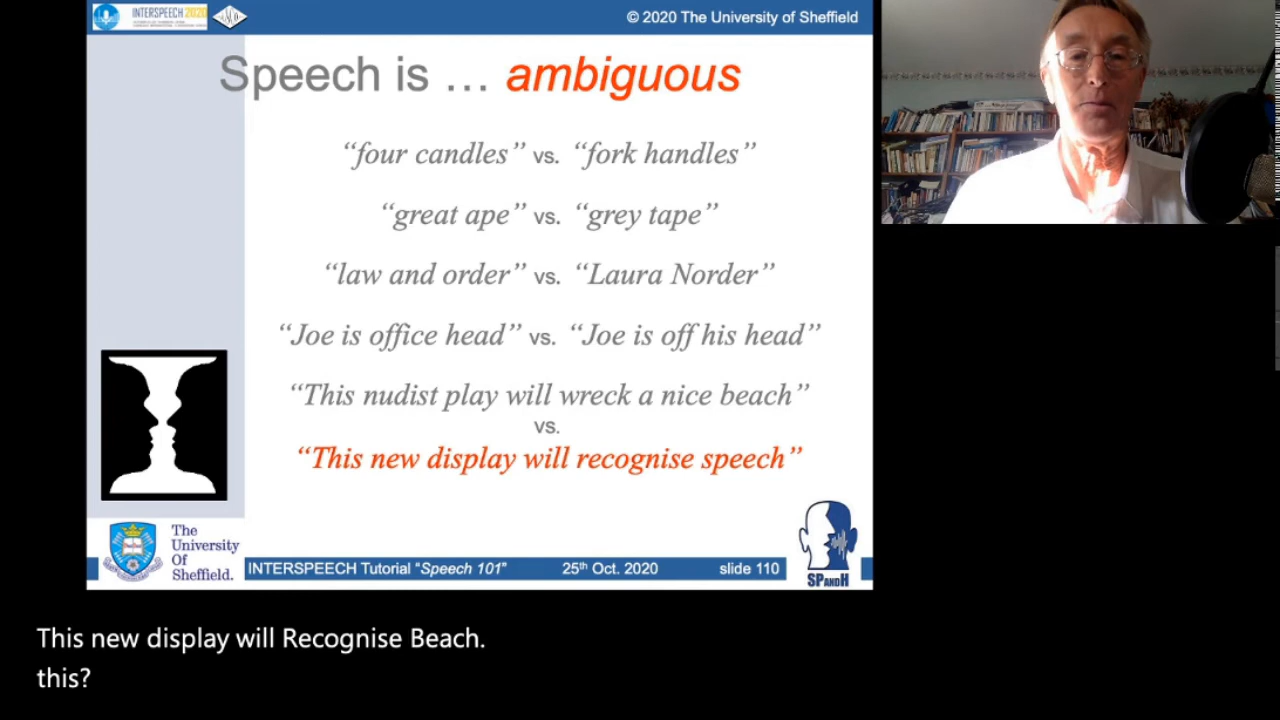 INTERSPEECH 2020
© 2020 The University of Sheffield
Speech is … ambiguous
“four candles” vs. “fork handles”
“great ape” vs. “grey tape”
“law and order” vs. “Laura Norder”
“Joe is office head” vs. “Joe is off his head”
“This nudist play will wreck a nice beach”
vs.
“This new display will recognise speech”
The
University
Of
Sheffield.
INTERSPEECH Tutorial “Speech 101” 25th Oct. 2020 slide 110
SPANDH
This new display will Recognise Beach.
this?